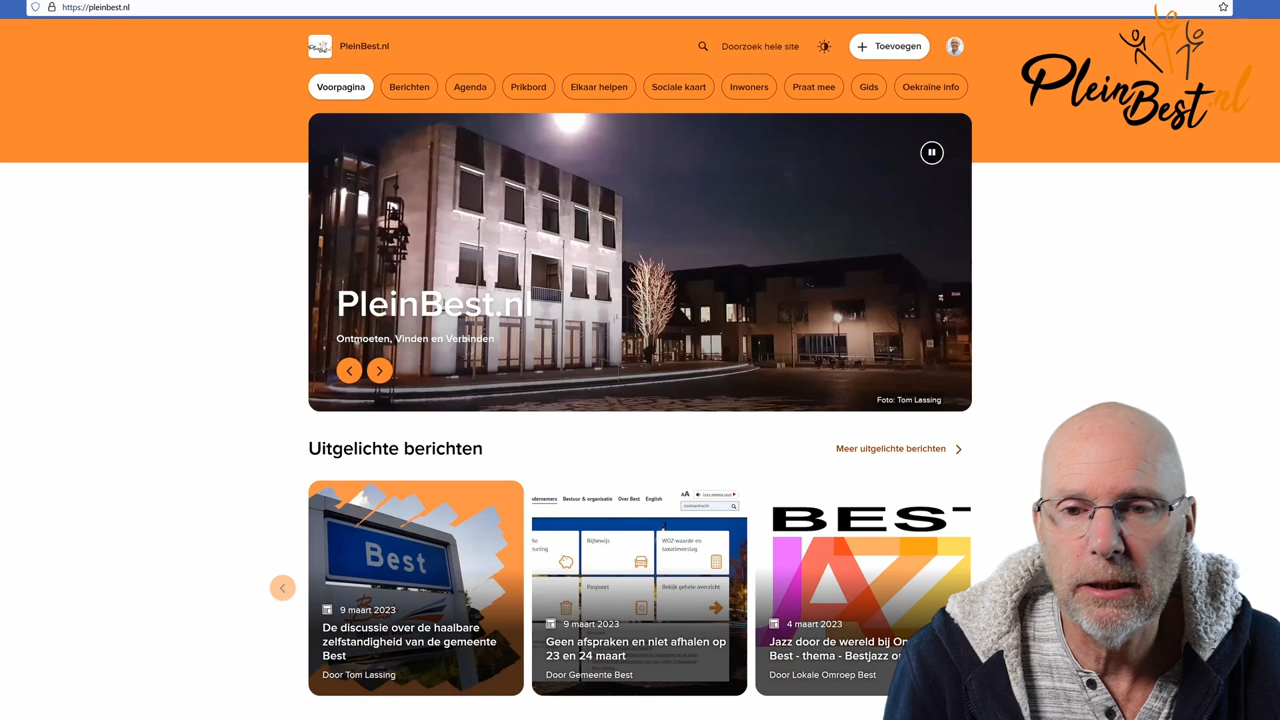 https://pleinbest.nl
PleinBest.nl
Doorzoek hele site
Toevoegen
PleinBest.nl
Voorpagina
Berichten
Agenda
Prikbord
Elkaar helpen
Sociale kaart
Inwoners
Praat mee
Gids
Oekraïne info
PleinBest.nl
Ontmoeten, Vinden en Verbinden
Foto: Tom Lassing
Uitgelichte berichten
Meer uitgelichte berichten
Best
9 maart 2023
De discussie over de haalbare
zelfstandigheid van de gemeente
Best
Door Tom Lassing
Bestuur & organisatie
Over Best
English
AA
zoekopdracht
Rijbewijs
WOZ-waarde en
taxatieverslag
Paspoort
Bekijk gehele overzicht
9 maart 2023
Geen afspraken en niet afhalen op
23 en 24 maart
Door Gemeente Best
BEST
JAZZ
4 maart 2023
Jazz door de wereld bij
Best - thema - Bestjazz
Door Lokale Omroep Best